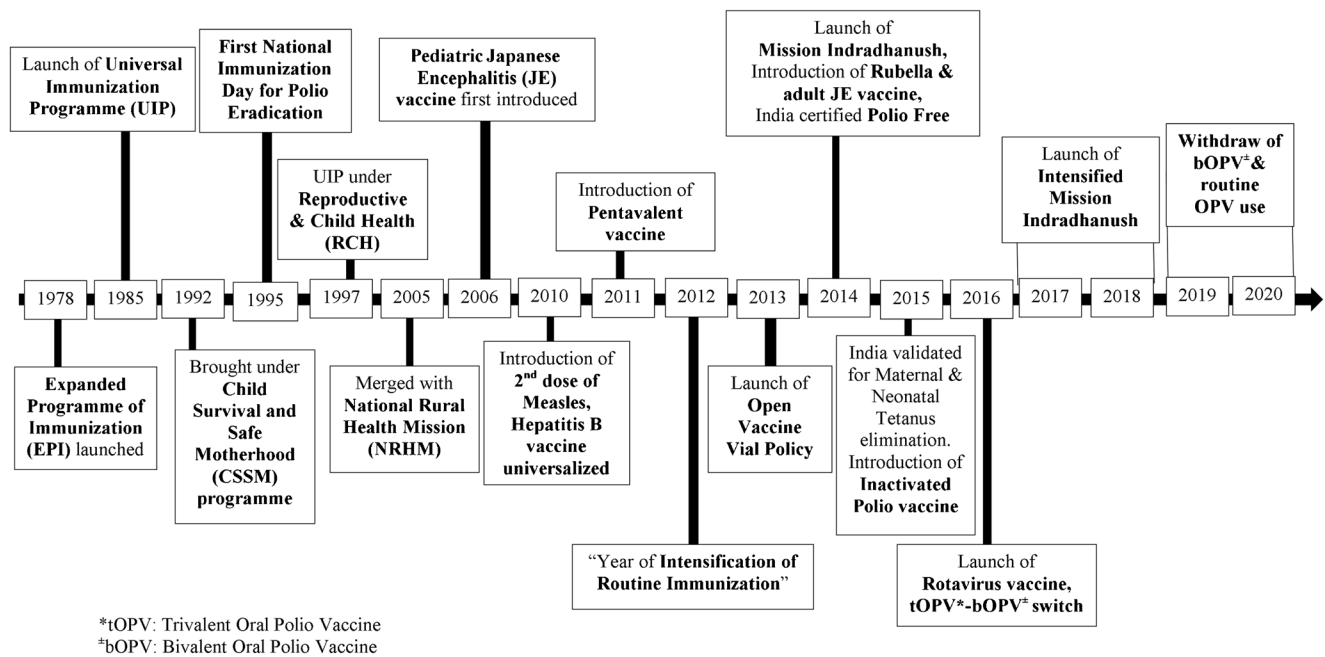 Launch of Universal
Immunization
Programme (UIP)
First National
Immunization
Day for Polio
Eradication
UIP under
Reproductive
& Child Health
(RCH)
Pediatric Japanese
Encephalitis (JE)
vaccine first introduced
Introduction of
Pentavalent
vaccine
Launch of
Mission Indradhanush,
Introduction of Rubella &
adult JE vaccine,
India certified Polio Free
Launch of
Intensified
Mission
Indradhanush
Withdraw of
bOPV± &
routine
OPV use
1978 1985 1992 1995 1997 2005 2006 2010 2011 2012 2013 2014 2015 2016 2017 2018 2019 2020
Expanded
Programme of
Immunization
(EPI) launched
Brought under
Child
Survival and
Safe
Motherhood
(CSSM)
programme
Merged with
National Rural
Health Mission
(NRHM)
Introduction of
2nd dose of
Measles,
Hepatitis B
vaccine
universalized
"Year of Intensification of
Routine Immunization"
Launch of
Open
Vaccine
Vial Policy
India validated
for Maternal &
Neonatal
Tetanus
elimination.
Introduction of
Inactivated
Polio vaccine
Launch of
Rotavirus vaccine,
tOPV*-bOPV± switch
*tOPV: Trivalent Oral Polio Vaccine
±bOPV: Bivalent Oral Polio Vaccine